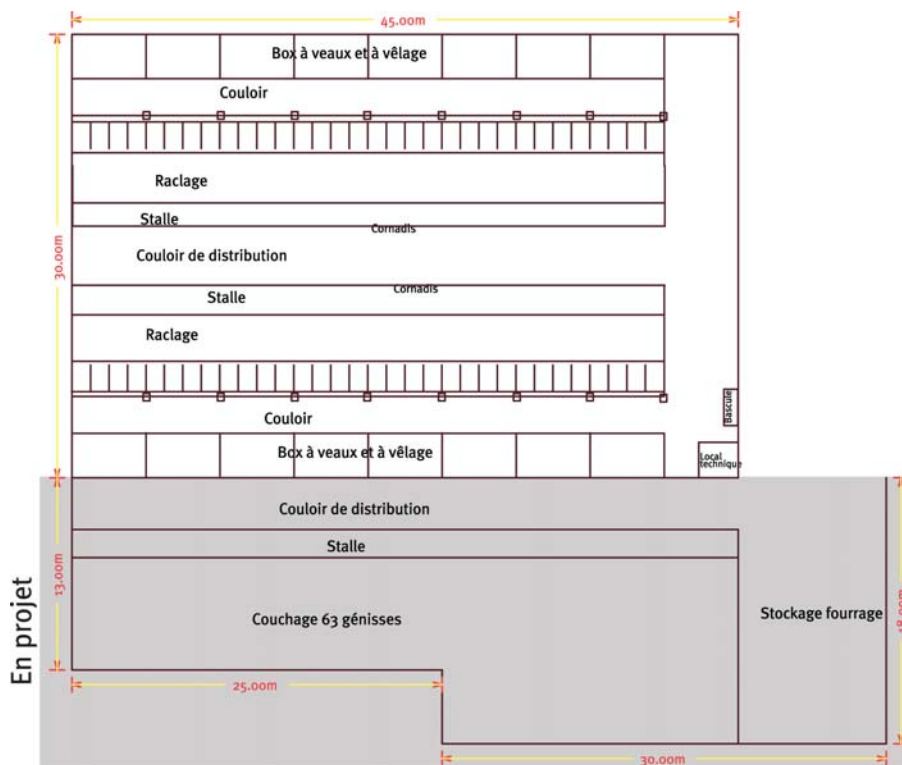 45.00m
Box à veaux et à vêlage
Couloir
Raclage
Stalle
Cornadis
Couloir de distribution
30.00m
Cornadis
Stalle
Raclage
Bascule
Couloir
Box à veaux et à vêlage
Local
technique
Couloir de distribution
Stalle
13.00m
En projet
Couchage 63 génisses
Stockage fourrage
18.00m
25.00m
30.00m